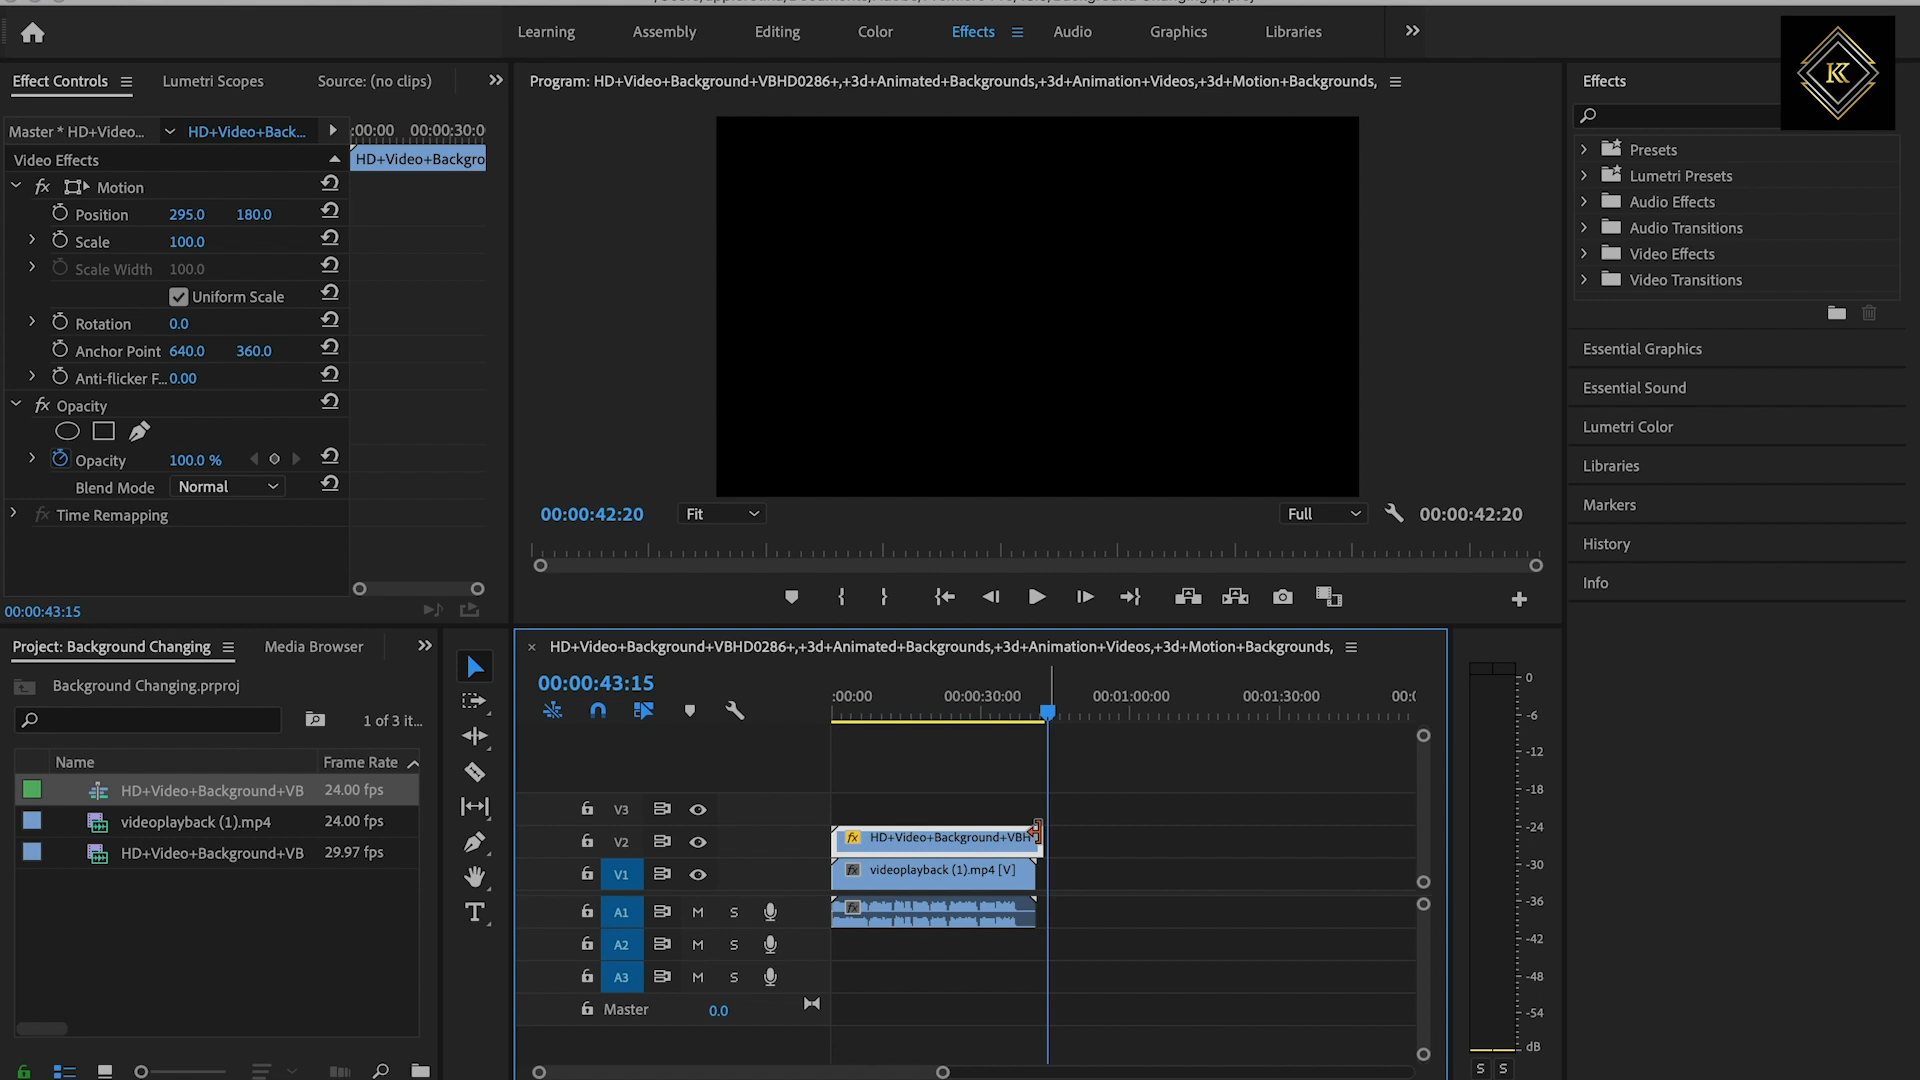 Learning
Assembly
Editing
Color
Effects
Audio
Graphics
Libraries
Effect Controls
Lumetri Scopes
Source: (no clips)
Program: HD+Video+Background+VBHD0286+,+3d+Animated+Backgrounds,+3d+Animation+Videos,+3d+Motion+Backgrounds,
Effects
KK
Master * HD+Video...
HD+Video+Back...
:00:00
00:00:30:0
Video Effects
HD+Video+Backgro
fx Motion
Position 295.0 180.0
Scale 100.0
Scale Width 100.0
Uniform Scale
Rotation 0.0
Anchor Point 640.0 360.0
Anti-flicker F... 0.00
fx Opacity
Opacity 100.0 %
Blend Mode Normal
fx Time Remapping
00:00:43:15
00:00:42:20
Fit
Full
00:00:42:20
Presets
Lumetri Presets
Audio Effects
Audio Transitions
Video Effects
Video Transitions
Essential Graphics
Essential Sound
Lumetri Color
Libraries
Markers
History
Info
Project: Background Changing
Media Browser
Background Changing.prproj
1 of 3 it...
Name
Frame Rate
HD+Video+Background+VB 24.00 fps
videoplayback (1).mp4 24.00 fps
HD+Video+Background+VB 29.97 fps
HD+Video+Background+VBHD0286+,+3d+Animated+Backgrounds,+3d+Animation+Videos,+3d+Motion+Backgrounds,
00:00:43:15
:00:00
00:00:30:00
00:01:00:00
00:01:30:00
00:0
V3
V2
fx HD+Video+Background+VBH
V1
fx videoplayback (1).mp4 [V]
A1 M S
fx
A2 M S
A3 M S
Master 0.0
T
0
-6
-12
-18
-24
-30
-36
-42
-48
-54
dB
S S